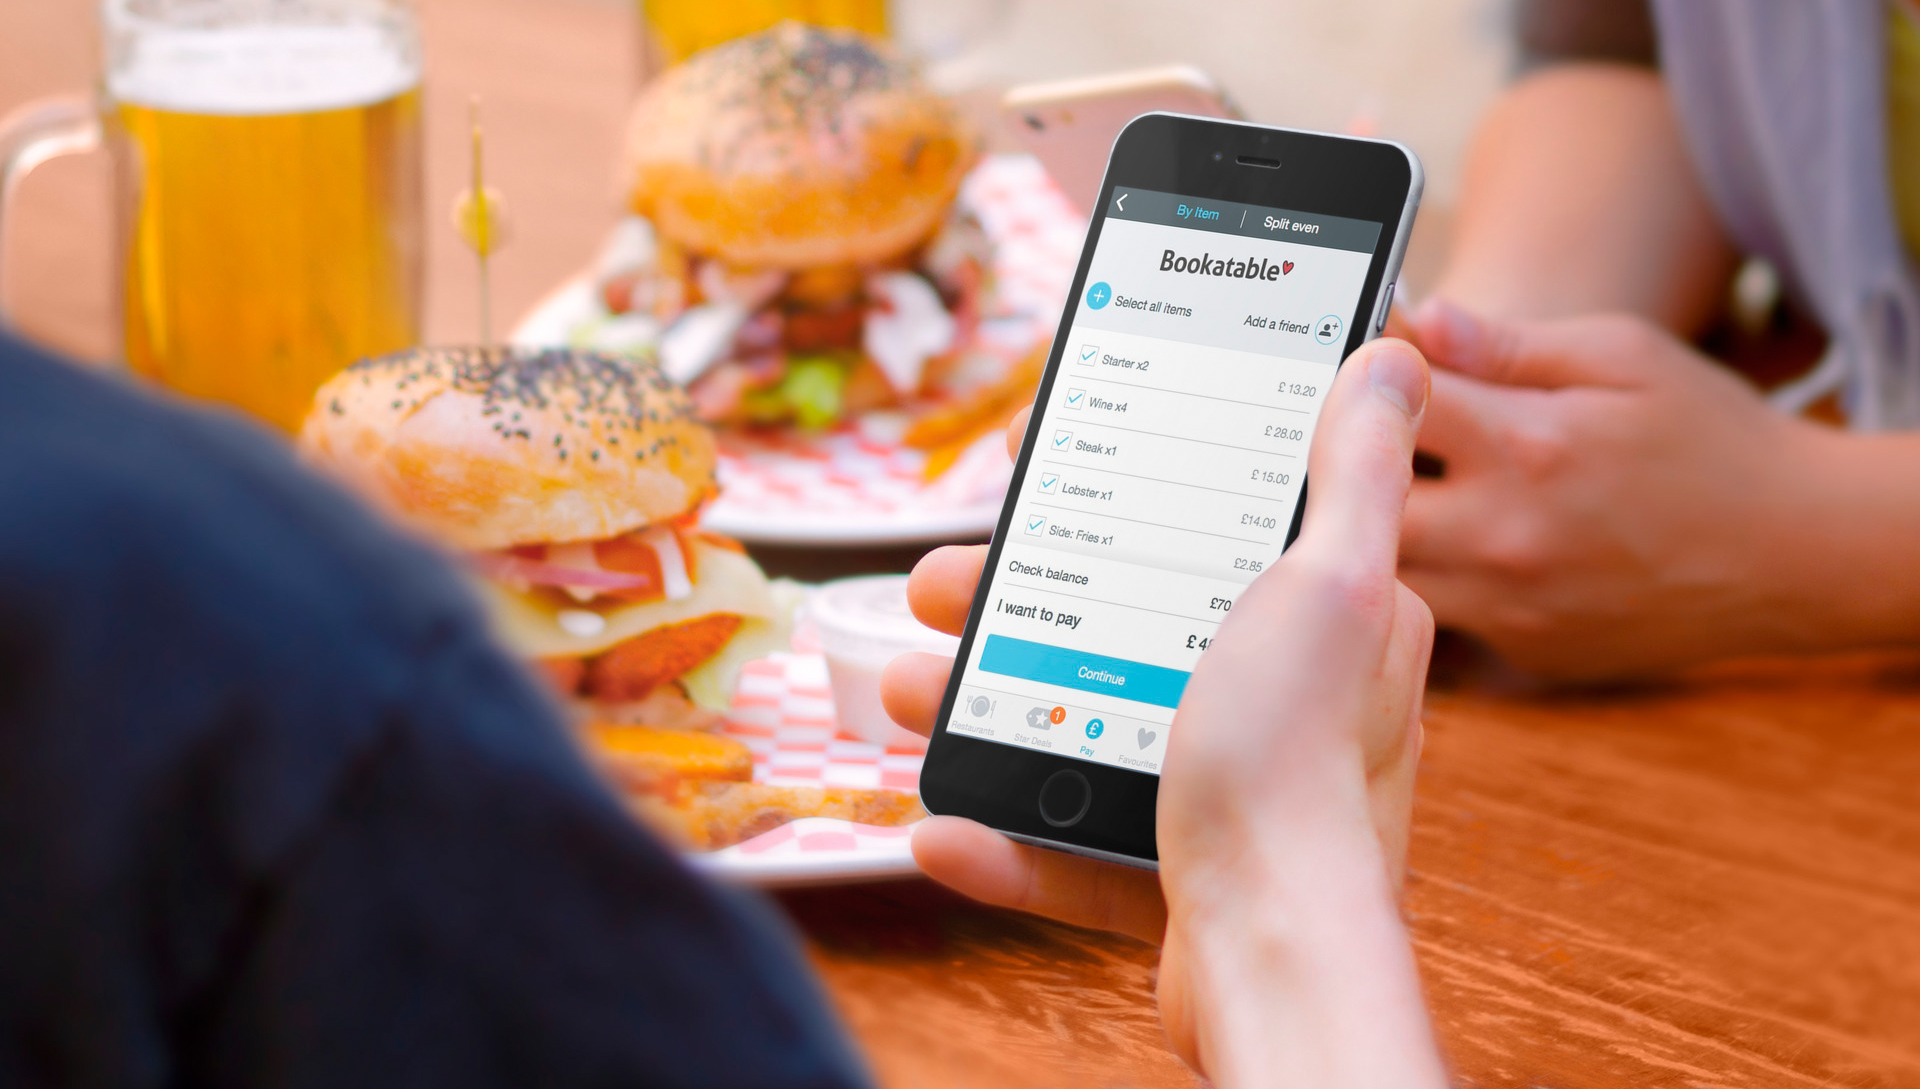 By Item | Split even
Bookatable
Select all items
Add a friend
Starter x2 £ 13.20
Wine x4 £ 28.00
Steak x1 £ 15.00
Lobster x1 £14.00
Side: Fries x1 £2.85
Check balance £70
I want to pay £ 48
Continue
1
£
Restaurants Star Deals Pay Favourites